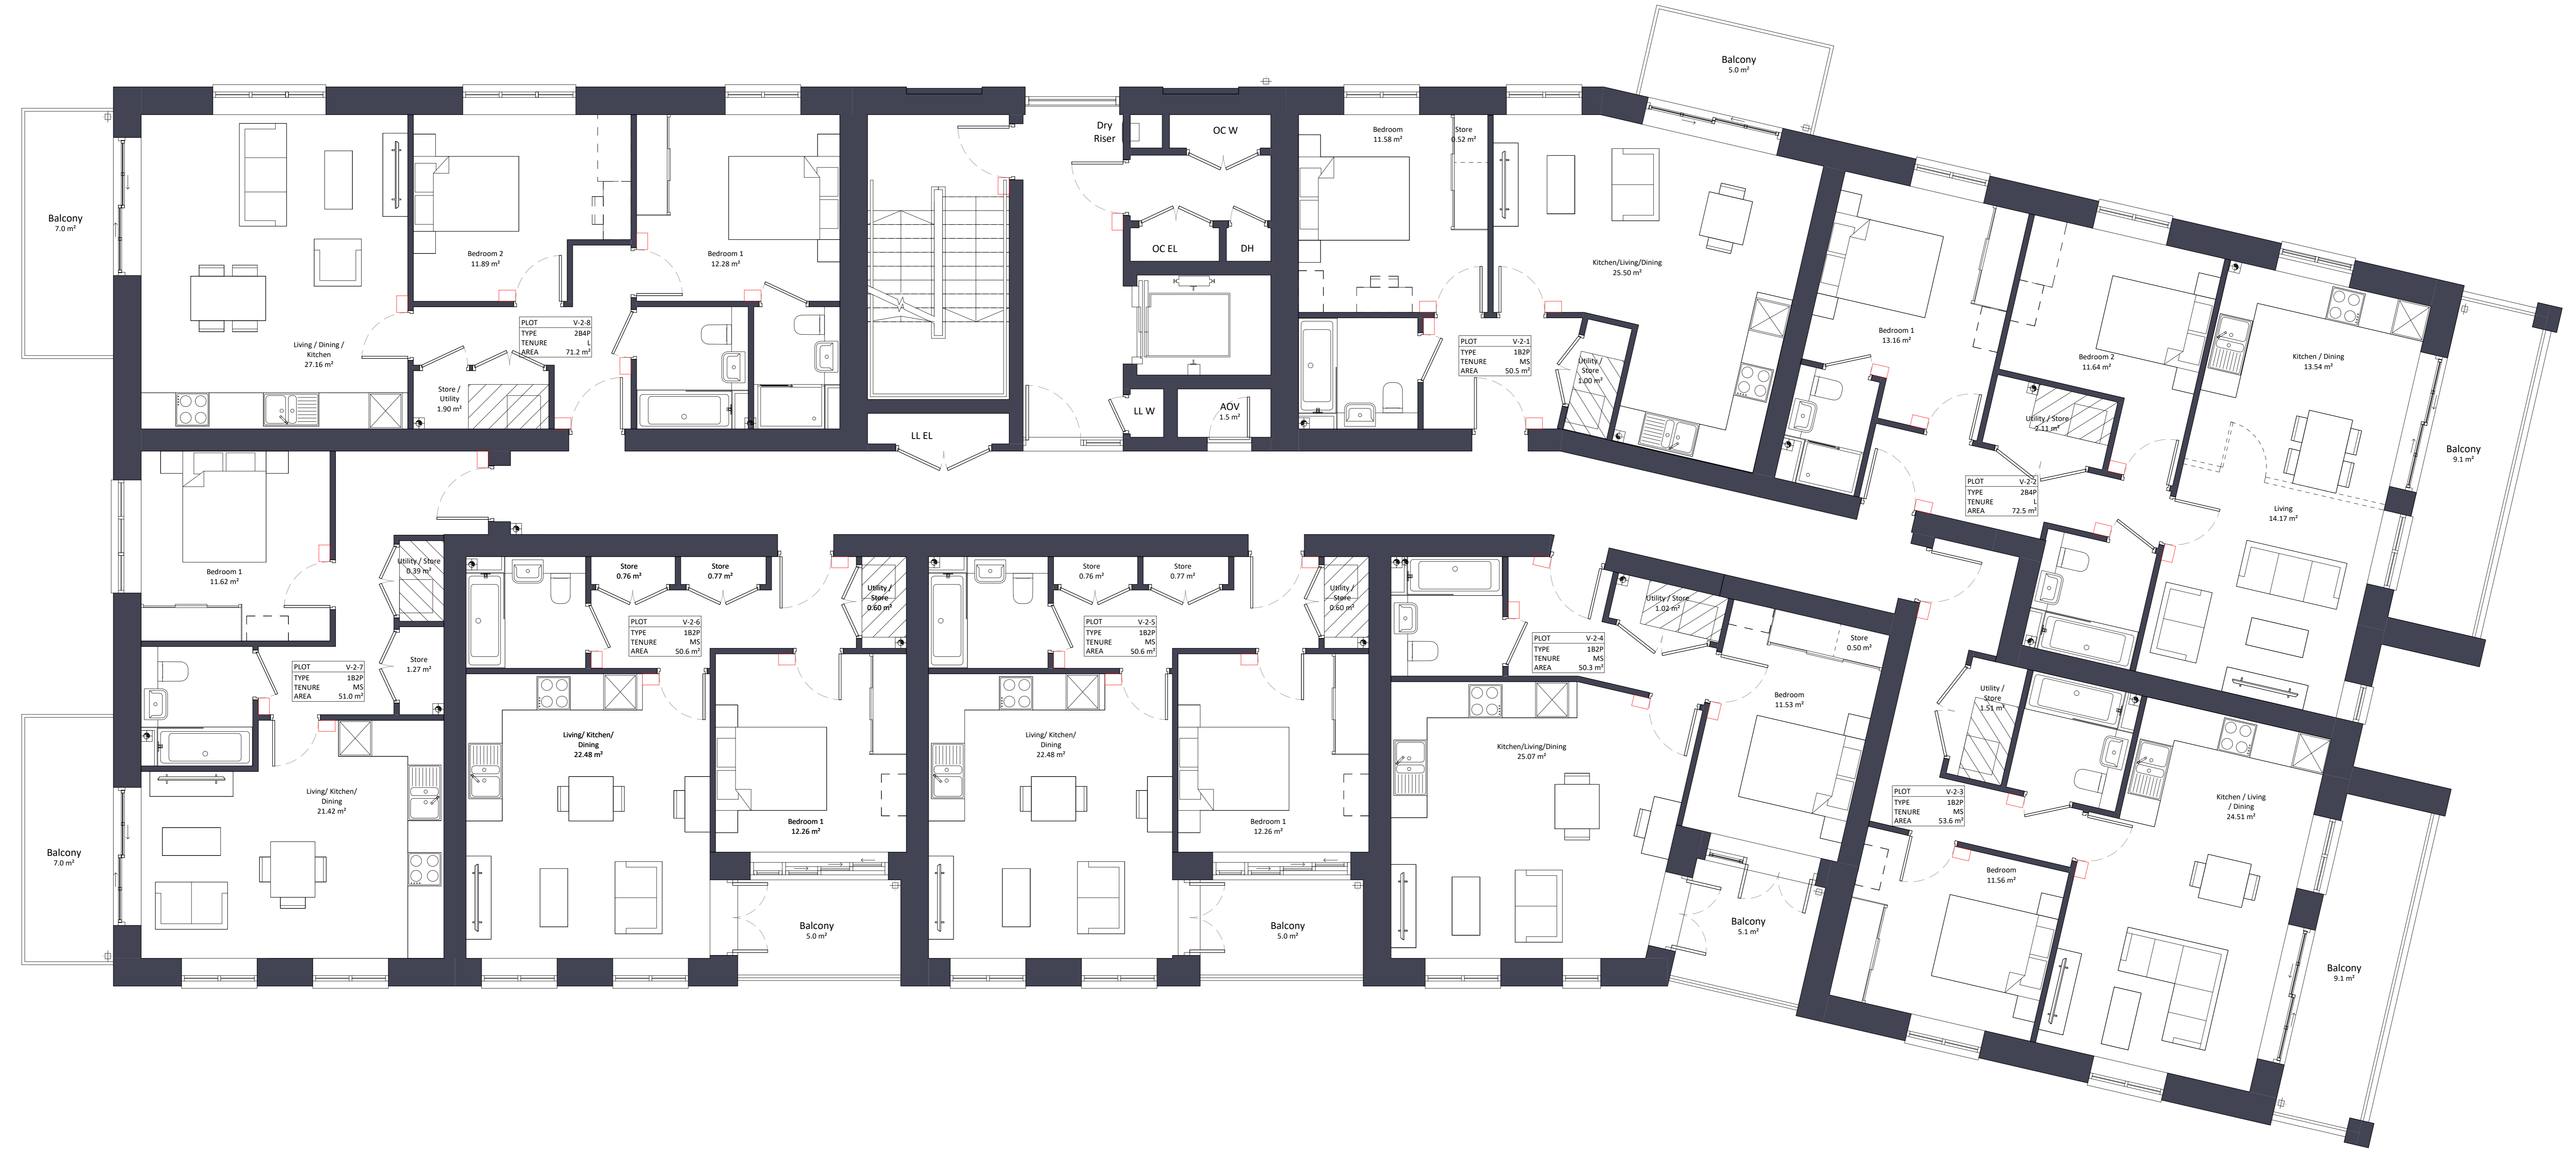 Balcony
5.0 m²
Dry
Riser
OC W
Bedroom
11.58 m²
Store
0.52 m²
Balcony
7.0 m²
Bedroom 2
11.89 m²
Bedroom 1
12.28 m²
OC EL
DH
Kitchen/Living/Dining
25.50 m²
PLOT V-2-8
TYPE 2B4P
TENURE L
AREA 71.2 m²
Living / Dining /
Kitchen
27.16 m²
Store /
Utility
1.90 m²
LL EL
LL W
AOV
1.5 m²
PLOT V-2-1
TYPE 1B2P
TENURE MS
AREA 50.5 m²
Utility /
Store
1.00 m²
Bedroom 1
13.16 m²
Bedroom 2
11.64 m²
Kitchen / Dining
13.54 m²
Utility / Store
2.11 m²
Balcony
9.1 m²
PLOT V-2-2
TYPE 2B4P
TENURE L
AREA 72.5 m²
Living
14.17 m²
Bedroom 1
11.62 m²
Utility / Store
0.39 m²
Store
0.76 m²
Store
0.77 m²
Utility /
Store
0.60 m²
Store
0.76 m²
Store
0.77 m²
Utility /
Store
0.60 m²
Utility / Store
1.02 m²
PLOT V-2-7
TYPE 1B2P
TENURE MS
AREA 51.0 m²
Store
1.27 m²
PLOT V-2-6
TYPE 1B2P
TENURE MS
AREA 50.6 m²
PLOT V-2-5
TYPE 1B2P
TENURE MS
AREA 50.6 m²
PLOT V-2-4
TYPE 1B2P
TENURE MS
AREA 50.3 m²
Store
0.50 m²
Bedroom
11.53 m²
Utility /
Store
1.51 m²
Living/ Kitchen/
Dining
22.48 m²
Living/ Kitchen/
Dining
22.48 m²
Kitchen/Living/Dining
25.07 m²
Living/ Kitchen/
Dining
21.42 m²
PLOT V-2-3
TYPE 1B2P
TENURE MS
AREA 53.6 m²
Kitchen / Living
/ Dining
24.51 m²
Balcony
7.0 m²
Bedroom 1
12.26 m²
Bedroom 1
12.26 m²
Bedroom
11.56 m²
Balcony
5.0 m²
Balcony
5.0 m²
Balcony
5.1 m²
Balcony
9.1 m²